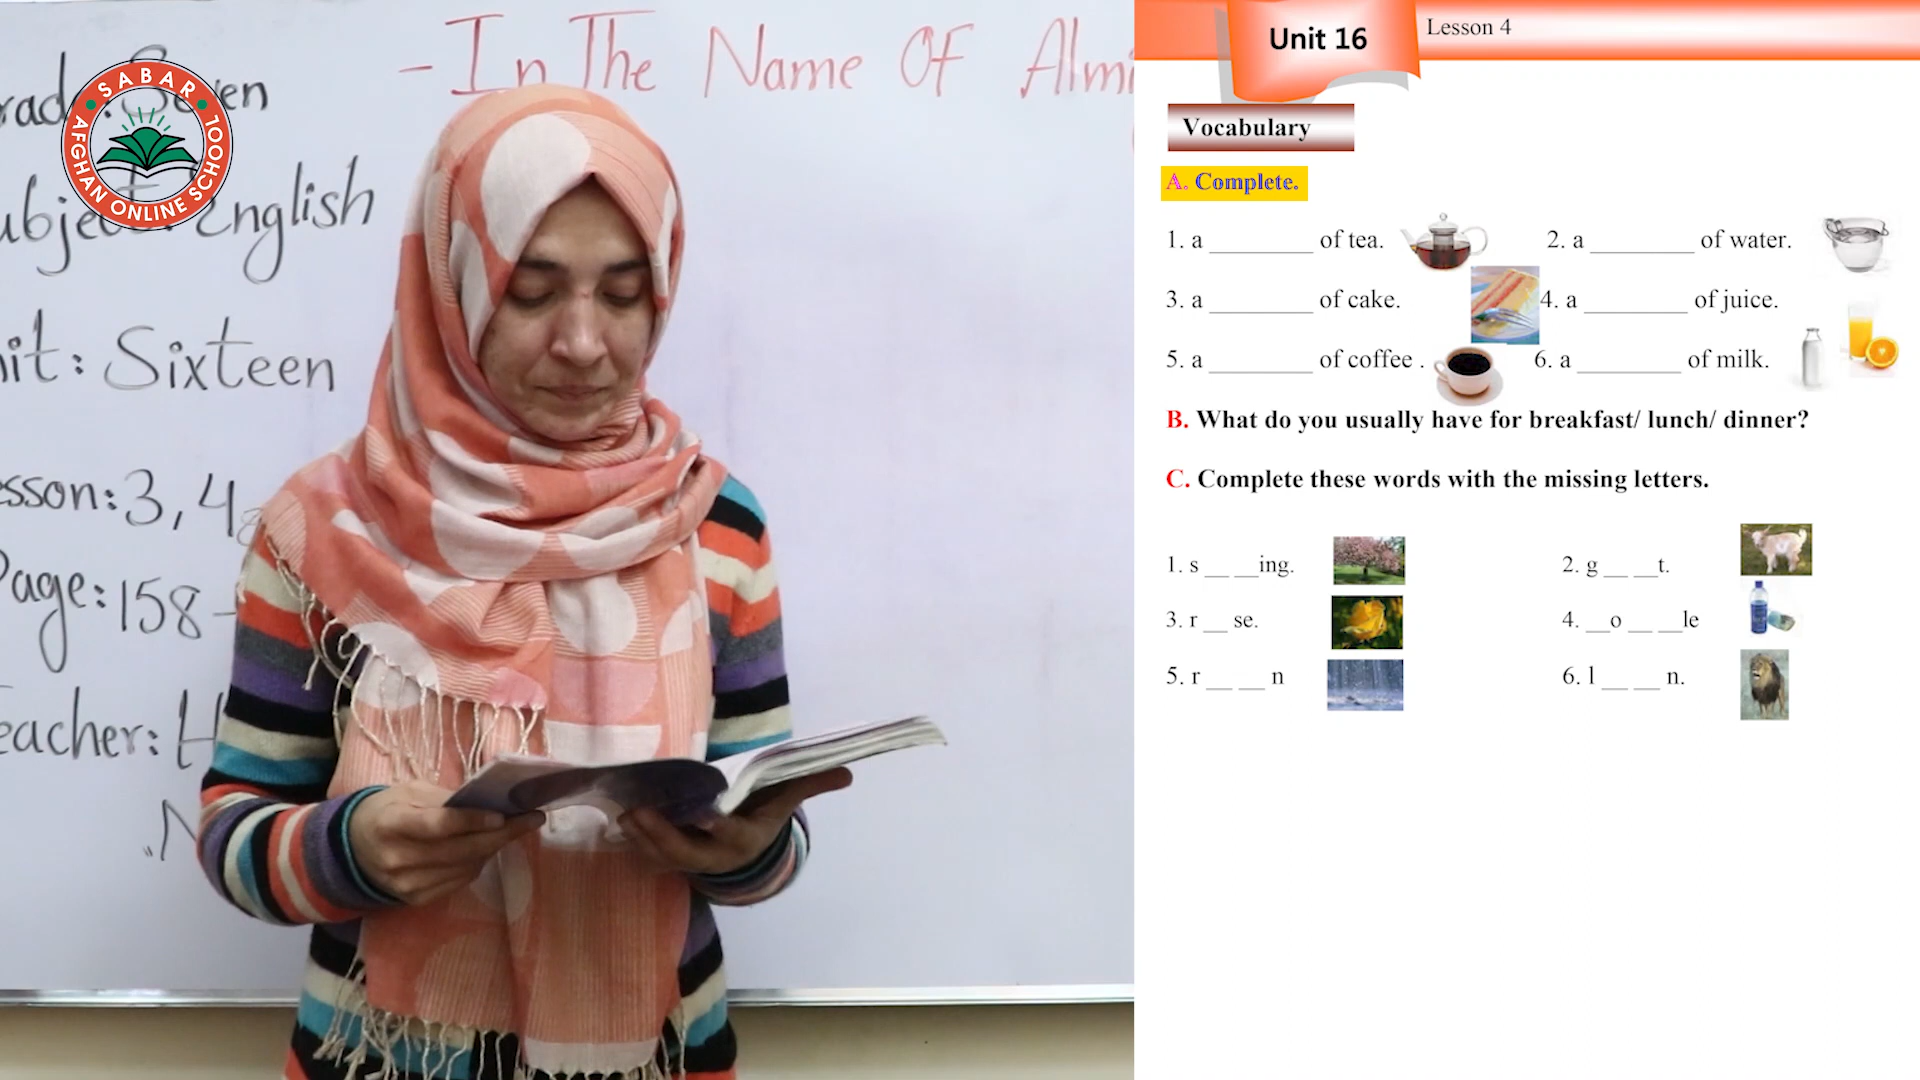 - In The Name Of Almi
rade: Seven
ubject: English
nit: Sixteen
esson: 3, 4
Page: 158-
Teacher: H
SABAR
AFGHAN ONLINE SCHOOL
Unit 16
Lesson 4
Vocabulary
A. Complete.
1. a ________ of tea.
2. a ________ of water.
3. a ________ of cake.
4. a ________ of juice.
5. a ________ of coffee .
6. a ________ of milk.
B. What do you usually have for breakfast/ lunch/ dinner?
C. Complete these words with the missing letters.
1. s __ __ing.
2. g __ __t.
3. r __ se.
4. __o __ __le
5. r __ __ n
6. l __ __ n.